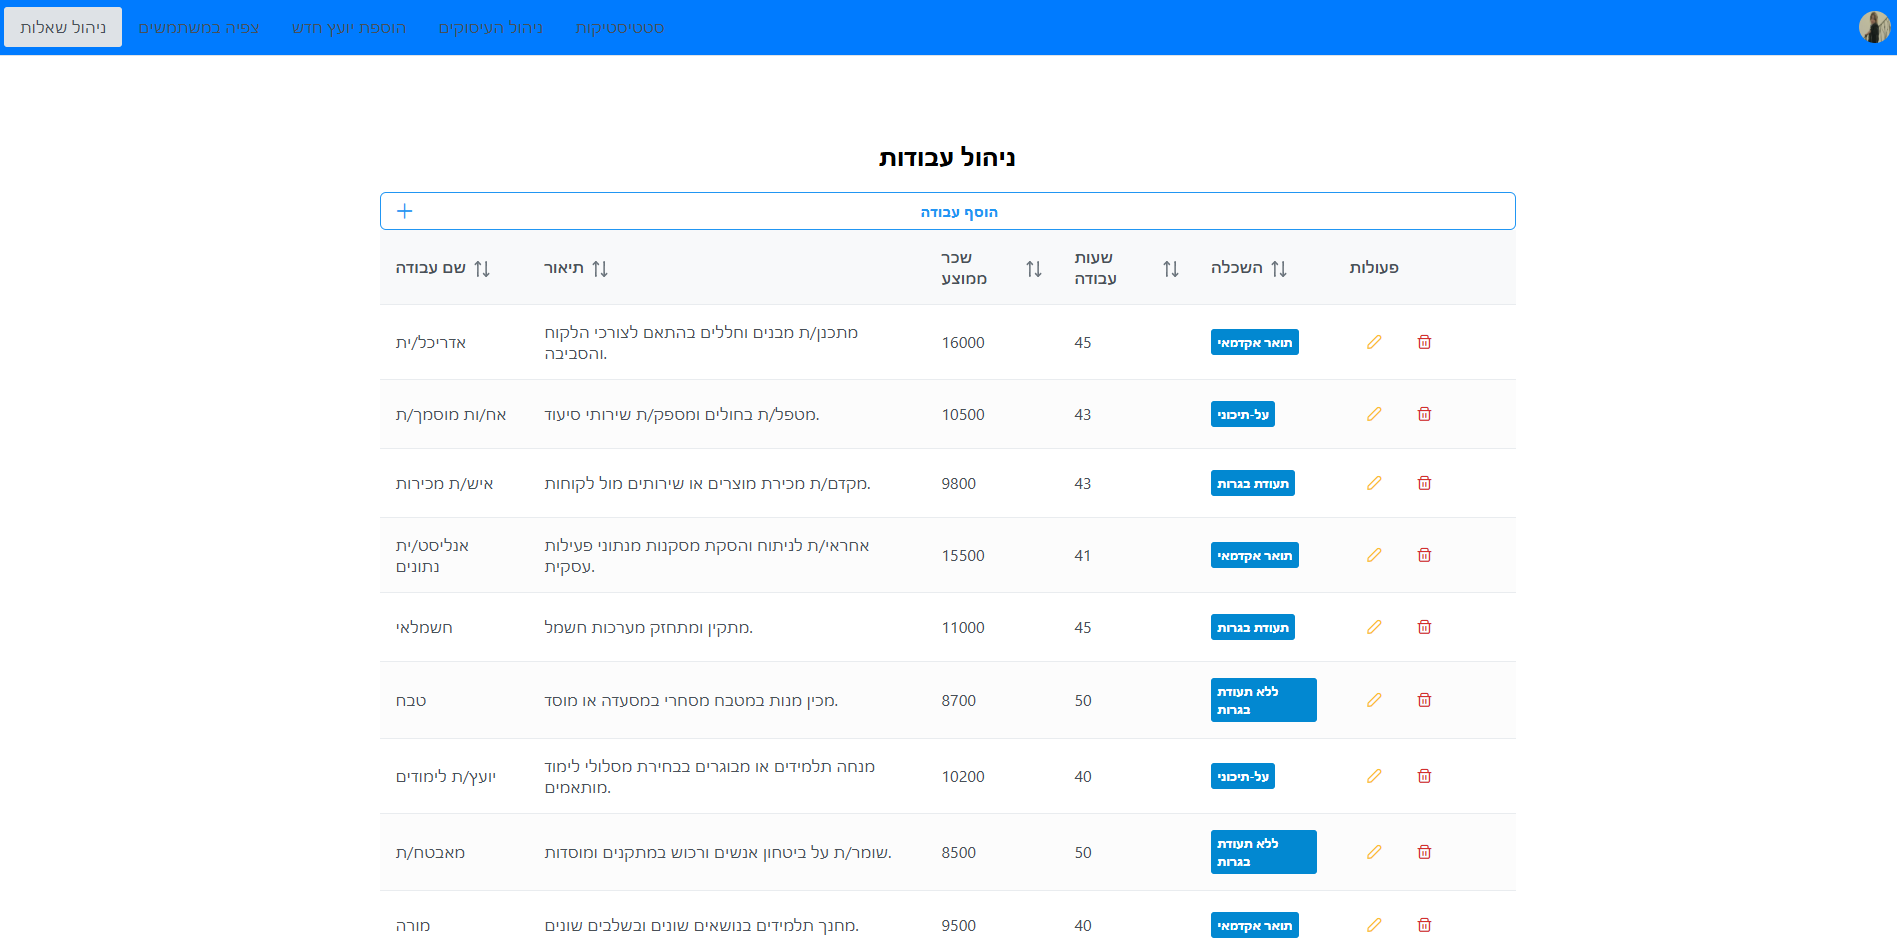 ניהול שאלות
צפיה במשתמשים
הוספת יועץ חדש
ניהול העיסוקים
סטטיסטיקות
ניהול עבודות
הוסף עבודה
שם עבודה
תיאור
שכר
ממוצע
שעות
עבודה
השכלה
פעולות
אדריכל/ית
מתכנן/ת מבנים וחללים בהתאם לצורכי הלקוח
והסביבה.
16000
45
תואר אקדמאי
אח/ות מוסמך/ת
מטפל/ת בחולים ומספק/ת שירותי סיעוד.
10500
43
על-תיכוני
איש/ת מכירות
מקדם/ת מכירת מוצרים או שירותים מול לקוחות.
9800
43
תעודת בגרות
אנליסט/ית
נתונים
אחראי/ת לניתוח והסקת מסקנות מנתוני פעילות
עסקית.
15500
41
תואר אקדמאי
חשמלאי
מתקין ומתחזק מערכות חשמל.
11000
45
תעודת בגרות
טבח
מכין מנות במטבח מסחרי במסעדה או מוסד.
8700
50
ללא תעודת
בגרות
יועץ/ת לימודים
מנחה תלמידים או מבוגרים בבחירת מסלולי לימוד
מותאמים.
10200
40
על-תיכוני
מאבטח/ת
שומר/ת על ביטחון אנשים ורכוש במתקנים ומוסדות.
8500
50
ללא תעודת
בגרות
מורה
מחנך תלמידים בנושאים שונים ובשלבים שונים.
9500
40
תואר אקדמאי